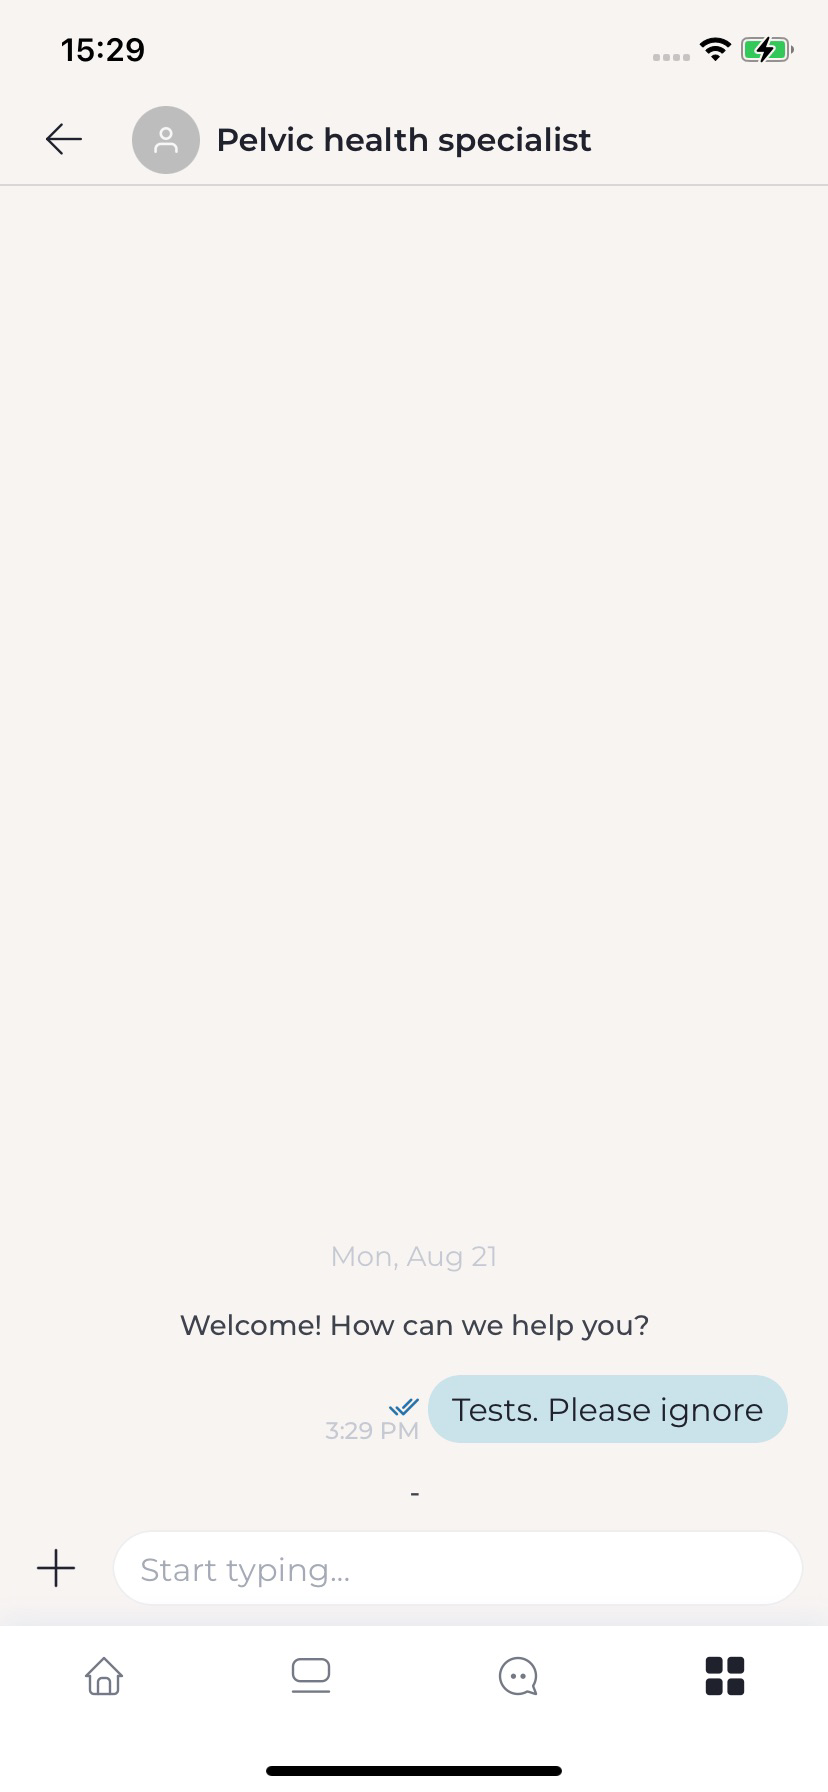 15:29
Pelvic health specialist
Mon, Aug 21
Welcome! How can we help you?
Tests. Please ignore
3:29 PM
-
Start typing...